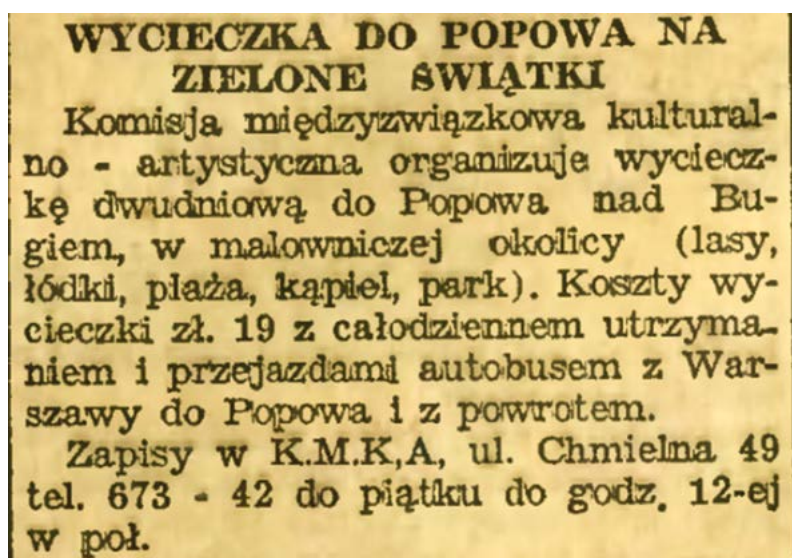 WYCIECZKA DO POPOWA NA
ZIELONE ŚWIĄTKI
Komisja międzyzwiązkowa kultural-
no - artystyczna organizuje wyciecz-
kę dwudniową do Popowa nad Bu-
giem, w malowniczej okolicy (lasy,
łódki, plaża, kąpiel, park). Koszty wy-
cieczki zł. 19 z całodziennem utrzyma-
niem i przejazdami autobusem z War-
szawy do Popowa i z powrotem.
Zapisy w K.M.K,A, ul. Chmielna 49
tel. 673 - 42 do piątku do godz. 12-ej
w poł.